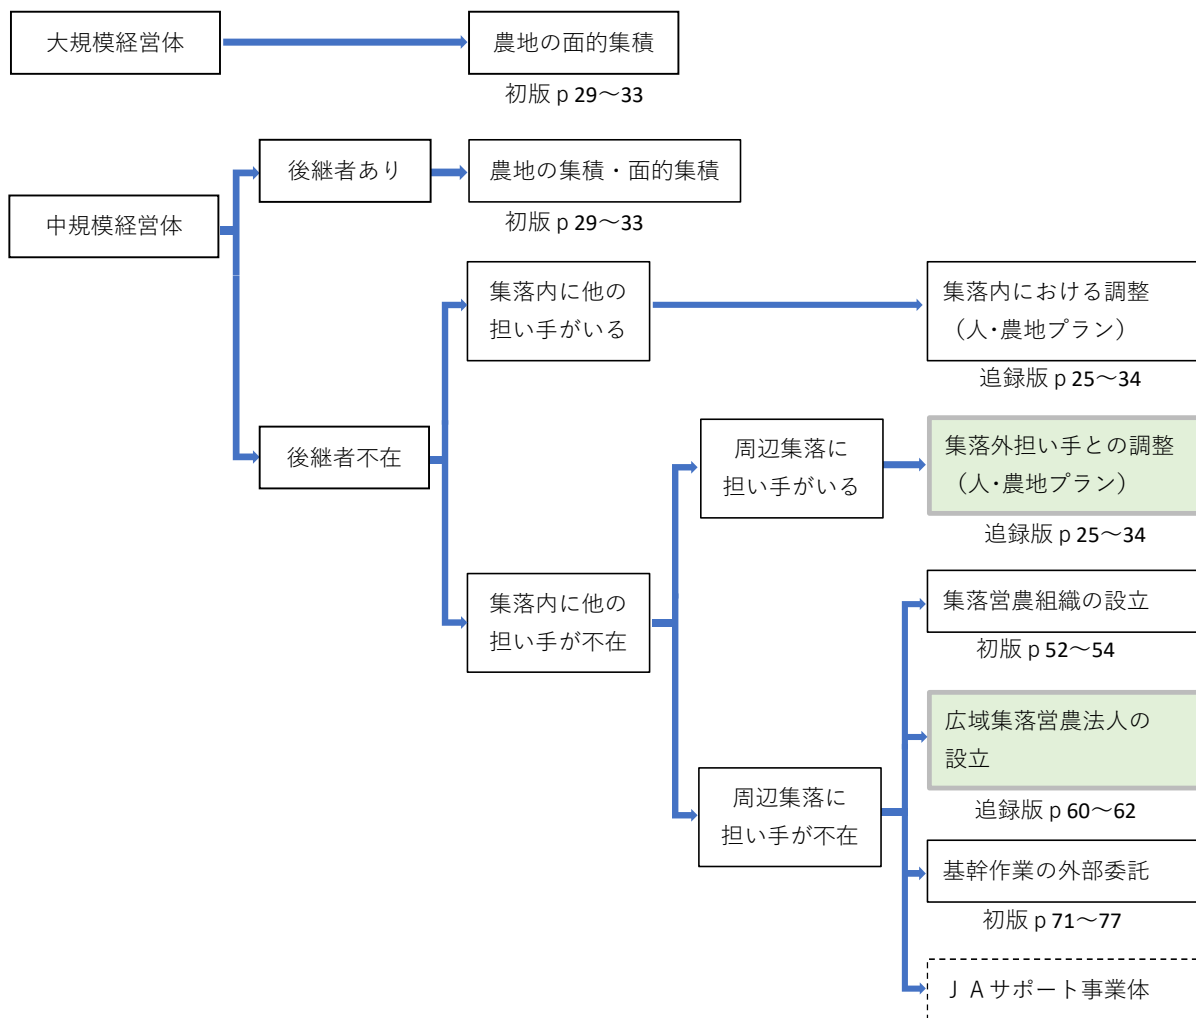 大規模経営体
農地の面的集積
初版ｐ29～33
後継者あり
農地の集積・面的集積
初版ｐ29～33
中規模経営体
集落内に他の
担い手がいる
集落内における調整
（人･農地プラン）
追録版ｐ25～34
後継者不在
周辺集落に
担い手がいる
集落外担い手との調整
（人･農地プラン）
追録版ｐ25～34
集落内に他の
担い手が不在
集落営農組織の設立
初版ｐ52～54
広域集落営農法人の
設立
追録版ｐ60～62
周辺集落に
担い手が不在
基幹作業の外部委託
初版ｐ71～77
ＪＡサポート事業体